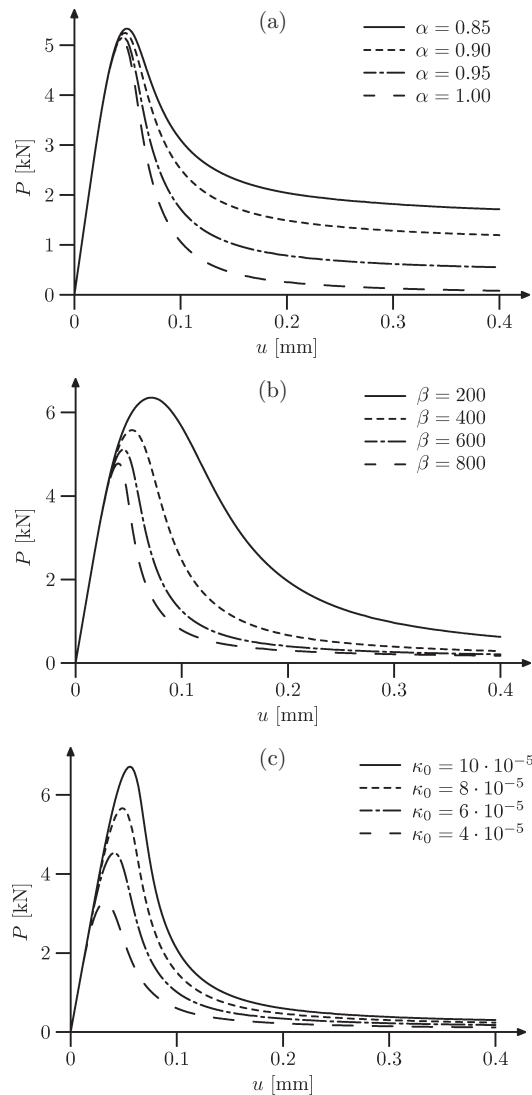 (a)
α = 0.85
α = 0.90
α = 0.95
α = 1.00
5
4
3
2
1
0
P [kN]
0 0.1 0.2 0.3 0.4
u [mm]
(b)
β = 200
β = 400
β = 600
β = 800
6
4
2
0
P [kN]
0 0.1 0.2 0.3 0.4
u [mm]
(c)
κ₀ = 10 · 10⁻⁵
κ₀ = 8 · 10⁻⁵
κ₀ = 6 · 10⁻⁵
κ₀ = 4 · 10⁻⁵
6
4
2
0
P [kN]
0 0.1 0.2 0.3 0.4
u [mm]